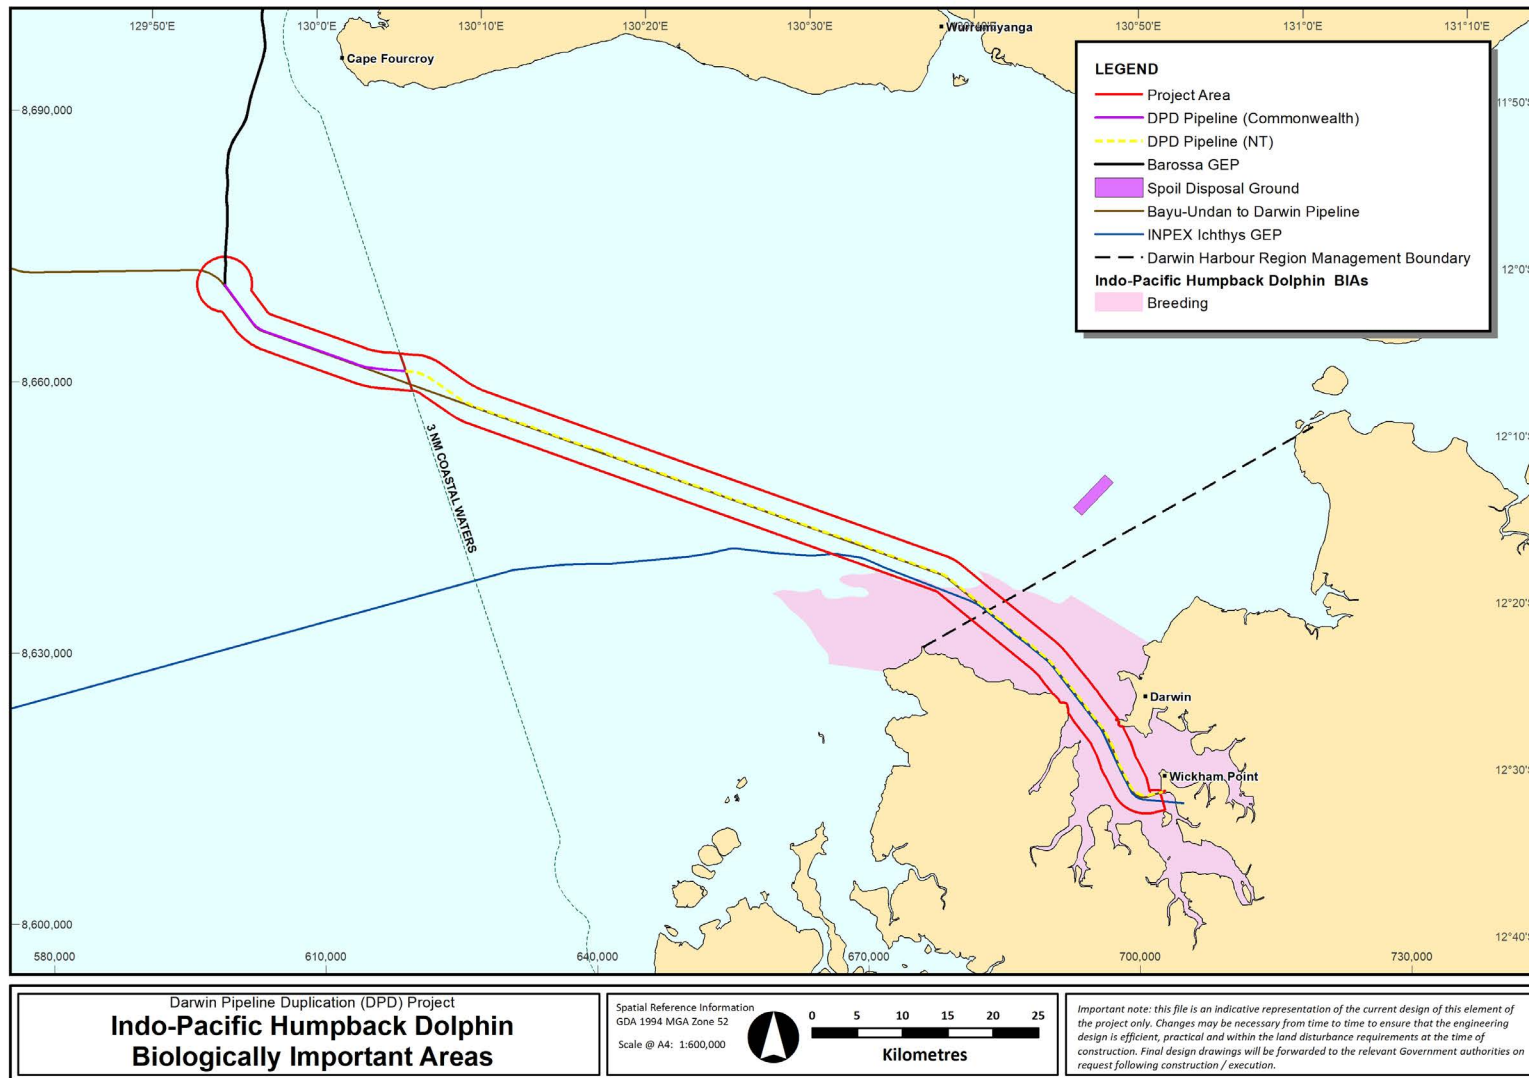 129°50'E
130°0'E
130°10'E
130°20'E
130°30'E
130°40'E
130°50'E
131°0'E
131°10'E
Wurrumiyanga
Cape Fourcroy
LEGEND
Project Area
DPD Pipeline (Commonwealth)
DPD Pipeline (NT)
Barossa GEP
Spoil Disposal Ground
Bayu-Undan to Darwin Pipeline
INPEX Ichthys GEP
Darwin Harbour Region Management Boundary
Indo-Pacific Humpback Dolphin BIAs
Breeding
8,690,000
11°50'S
12°0'S
8,660,000
12°10'S
3 NM COASTAL WATERS
12°20'S
8,630,000
Darwin
Wickham Point
12°30'S
8,600,000
12°40'S
580,000
610,000
640,000
670,000
700,000
730,000
Darwin Pipeline Duplication (DPD) Project
Indo-Pacific Humpback Dolphin
Biologically Important Areas
Spatial Reference Information
GDA 1994 MGA Zone 52
Scale @ A4: 1:600,000
0 5 10 15 20 25
Kilometres
Important note: this file is an indicative representation of the current design of this element of
the project only. Changes may be necessary from time to time to ensure that the engineering
design is efficient, practical and within the land disturbance requirements at the time of
construction. Final design drawings will be forwarded to the relevant Government authorities on
request following construction / execution.